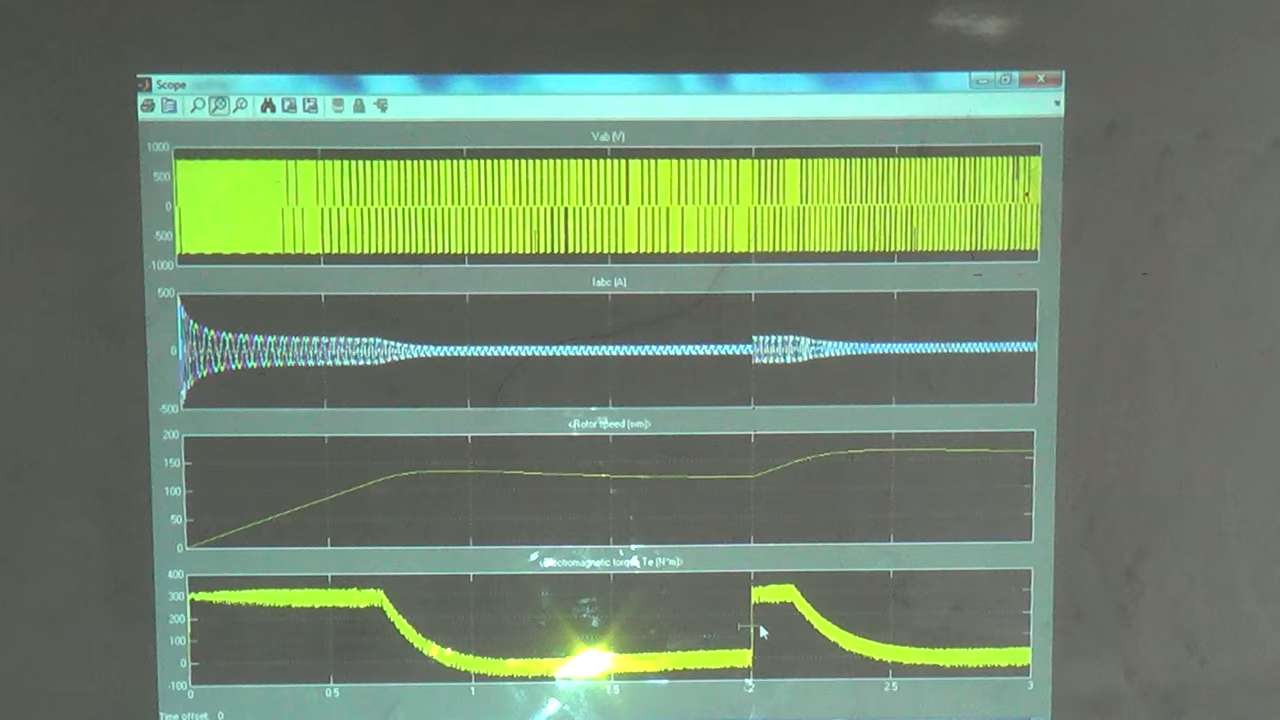 Scope
Vab (V)
1000
500
0
-500
-1000
Iabc (A)
500
0
-500
<Rotor speed (wm)>
200
150
100
50
0
<Electromagnetic torque Te (N*m)>
400
300
200
100
0
-100
0 0.5 1 1.5 2 2.5 3
Time offset: 0